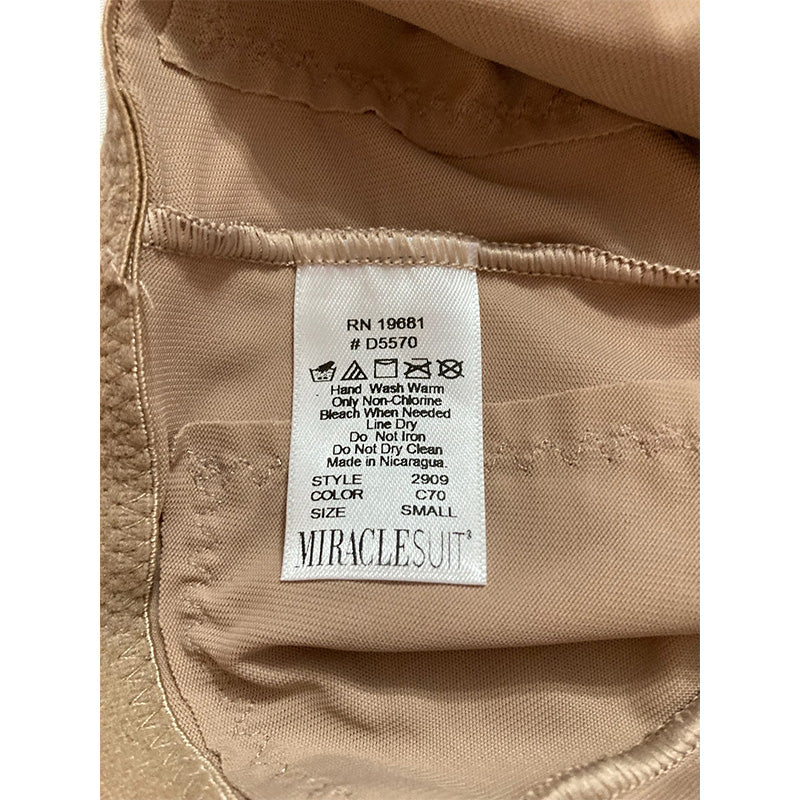 RN 19681
# D5570
Hand Wash Warm
Only Non-Chlorine
Bleach When Needed
Line Dry
Do Not Iron
Do Not Dry Clean
Made in Nicaragua.
STYLE 2909
COLOR C70
SIZE SMALL
MIRACLESUIT®